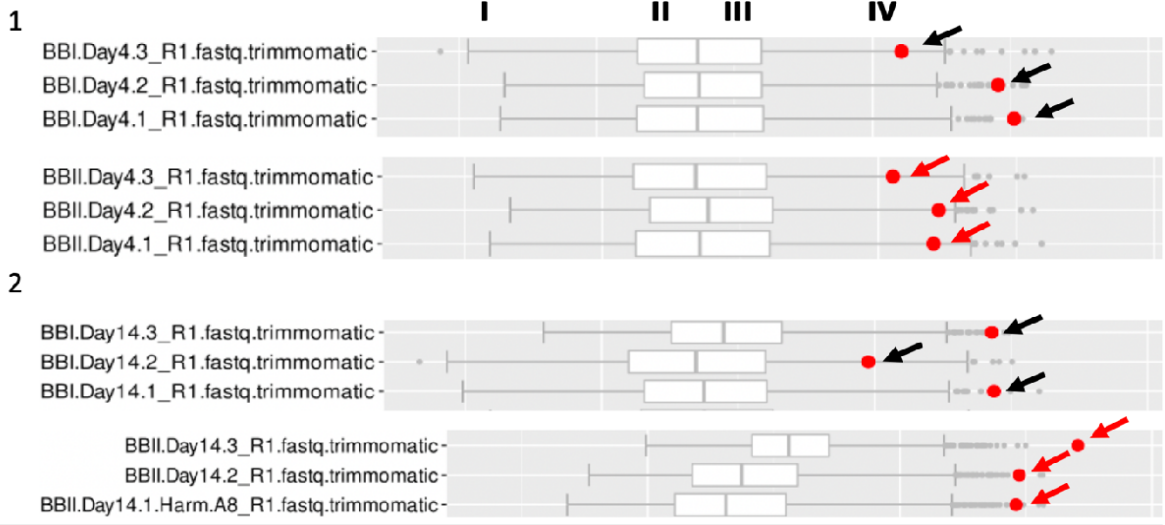 1
I II III IV
BBI.Day4.3_R1.fastq.trimmomatic
BBI.Day4.2_R1.fastq.trimmomatic
BBI.Day4.1_R1.fastq.trimmomatic
BBII.Day4.3_R1.fastq.trimmomatic
BBII.Day4.2_R1.fastq.trimmomatic
BBII.Day4.1_R1.fastq.trimmomatic
2
BBI.Day14.3_R1.fastq.trimmomatic
BBI.Day14.2_R1.fastq.trimmomatic
BBI.Day14.1_R1.fastq.trimmomatic
BBII.Day14.3_R1.fastq.trimmomatic
BBII.Day14.2_R1.fastq.trimmomatic
BBII.Day14.1.Harm.A8_R1.fastq.trimmomatic